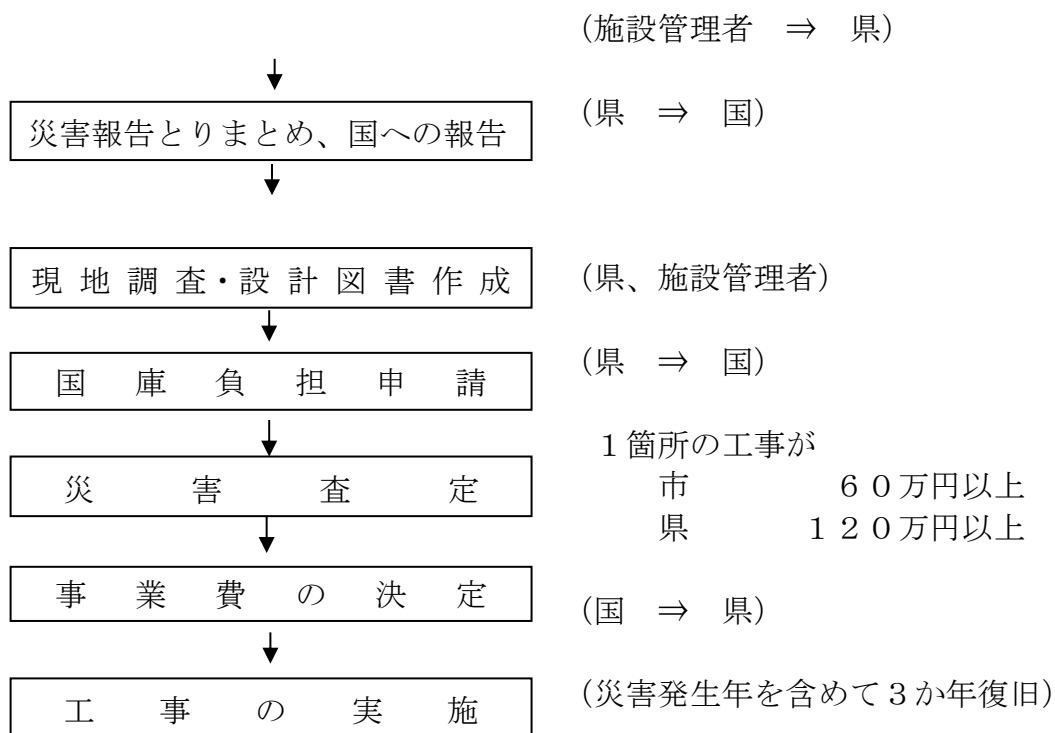 (施設管理者 ⇒ 県)
災害報告とりまとめ、国への報告
(県 ⇒ 国)
現地調査・設計図書作成
(県、施設管理者)
国庫負担申請
(県 ⇒ 国)
災害査定
1箇所の工事が
市 60万円以上
県 120万円以上
事業費の決定
(国 ⇒ 県)
工事の実施
(災害発生年を含めて3か年復旧)